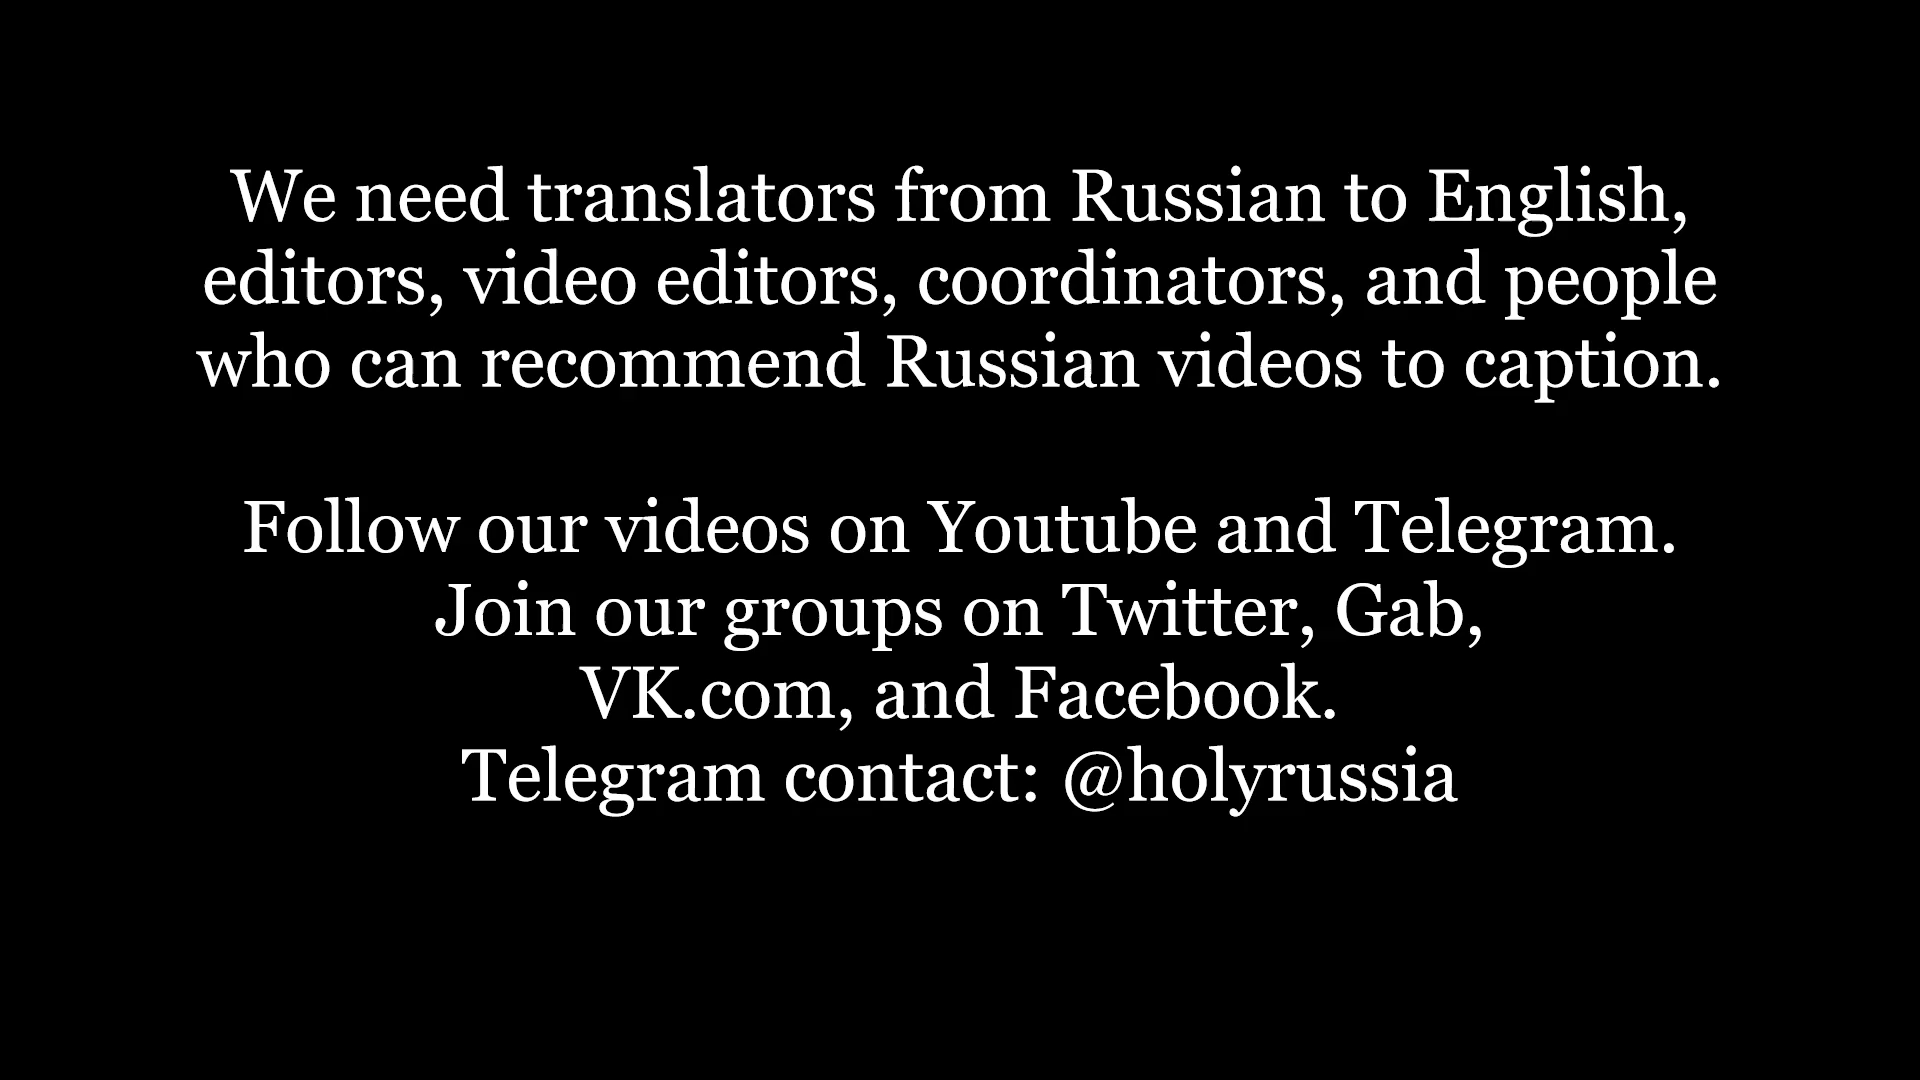 We need translators from Russian to English,
editors, video editors, coordinators, and people
who can recommend Russian videos to caption.
Follow our videos on Youtube and Telegram.
Join our groups on Twitter, Gab,
VK.com, and Facebook.
Telegram contact: @holyrussia